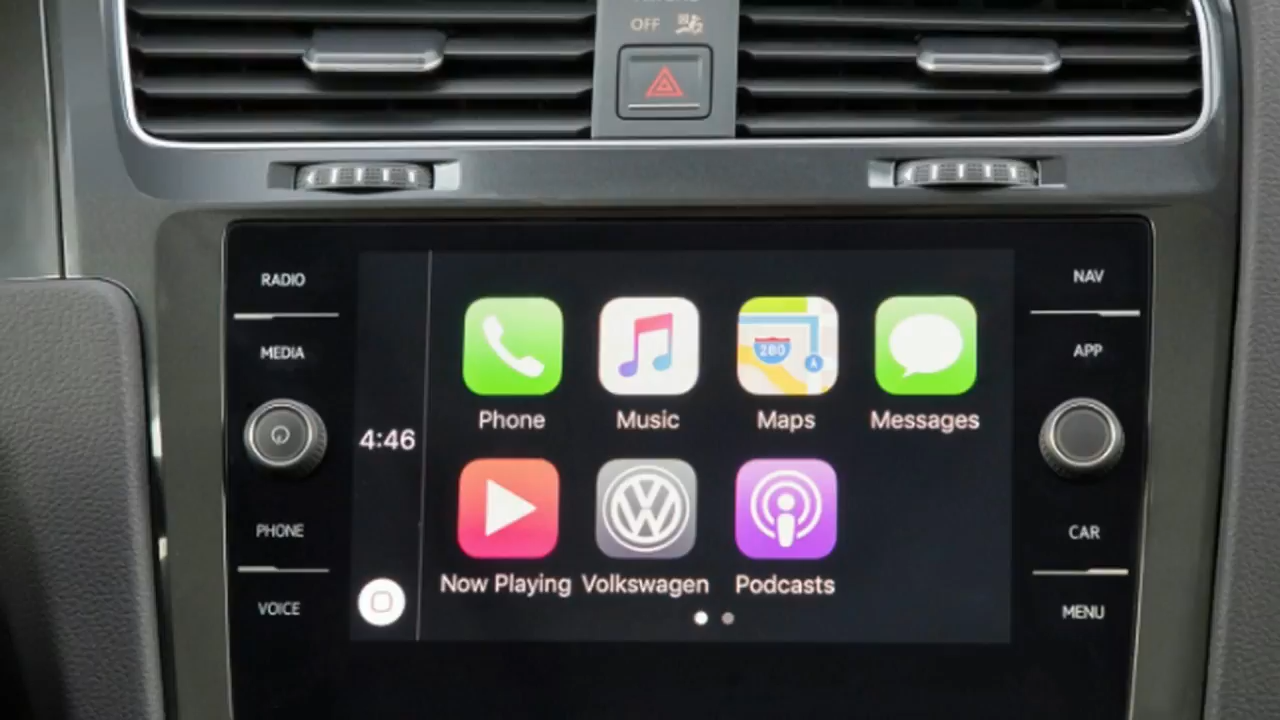 OFF
RADIO
NAV
MEDIA
APP
280
Phone
Music
Maps
Messages
4:46
PHONE
CAR
Now Playing
Volkswagen
Podcasts
VOICE
MENU